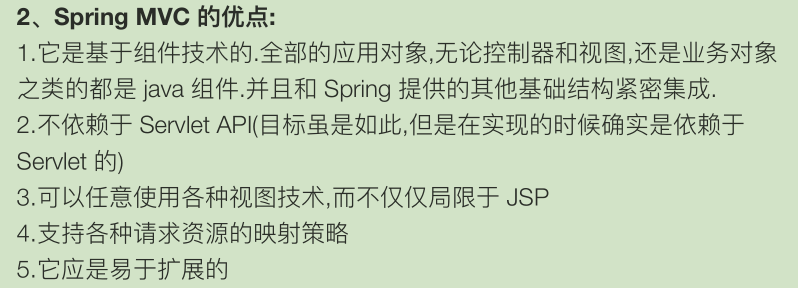 2、Spring MVC 的优点:
1.它是基于组件技术的.全部的应用对象,无论控制器和视图,还是业务对象
之类的都是 java 组件.并且和 Spring 提供的其他基础结构紧密集成.
2.不依赖于 Servlet API(目标虽是如此,但是在实现的时候确实是依赖于
Servlet 的)
3.可以任意使用各种视图技术,而不仅仅局限于 JSP
4.支持各种请求资源的映射策略
5.它应是易于扩展的